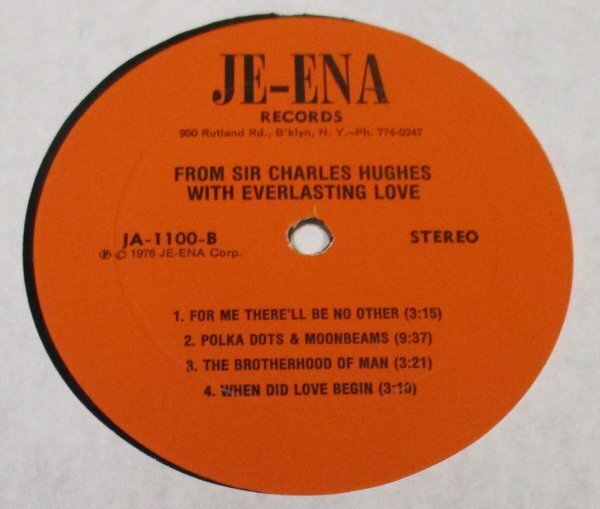 JE-ENA
RECORDS
950 Rutland Rd., B'klyn, N. Y.—Ph. 774-0247
FROM SIR CHARLES HUGHES
WITH EVERLASTING LOVE
JA-1100-B
STEREO
℗ © 1976 JE-ENA Corp.
1. FOR ME THERE'LL BE NO OTHER (3:15)
2. POLKA DOTS & MOONBEAMS (9:37)
3. THE BROTHERHOOD OF MAN (3:21)
4. WHEN DID LOVE BEGIN (3:10)